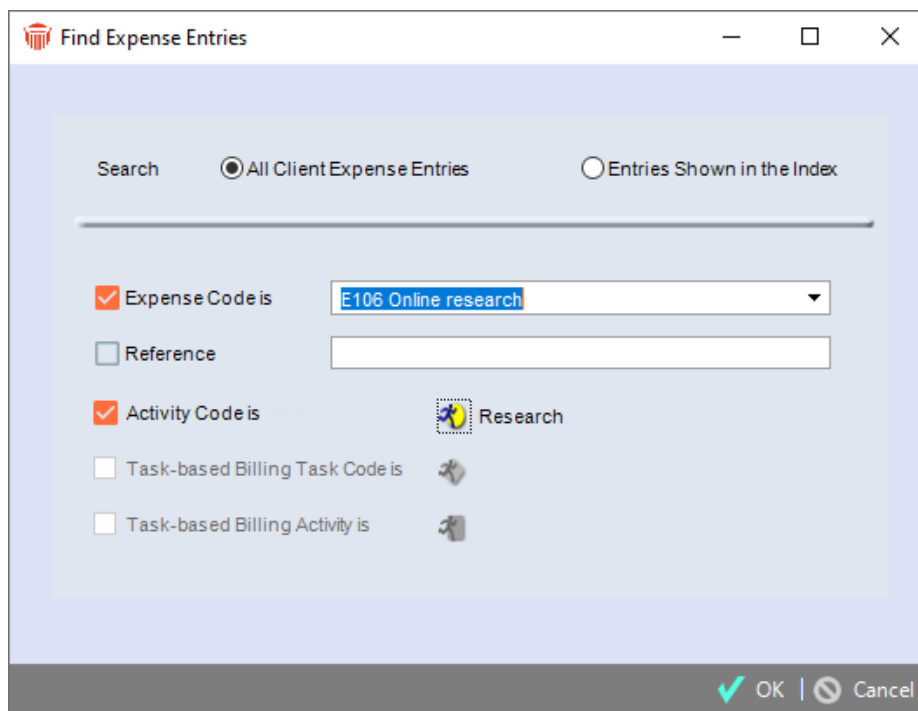 Find Expense Entries
Search All Client Expense Entries Entries Shown in the Index
Expense Code is E106 Online research
Reference
Activity Code is Research
Task-based Billing Task Code is
Task-based Billing Activity is
OK | Cancel